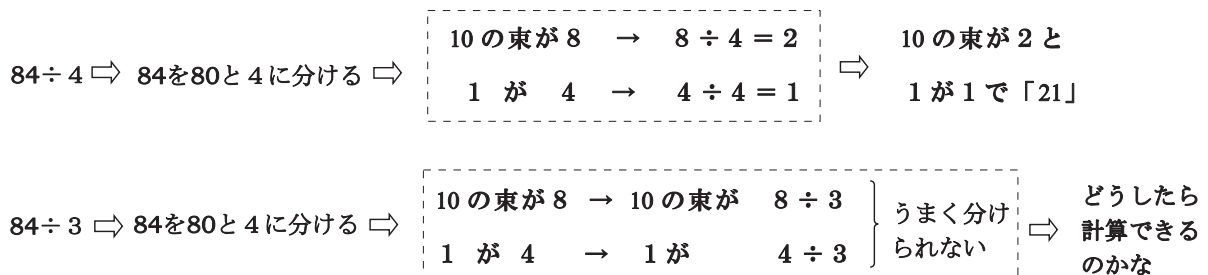 84÷4 ⇨ 84を80と4に分ける ⇨
10の束が8 → 8÷4=2
1 が 4 → 4÷4=1
⇨
10の束が2と
1が1で「21」
84÷3 ⇨ 84を80と4に分ける ⇨
10の束が8 → 10の束が 8÷3
1 が 4 → 1が 4÷3
うまく分け
られない
⇨
どうしたら
計算できる
のかな